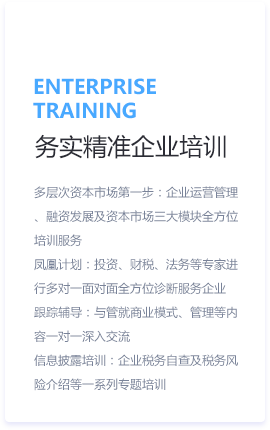 ENTERPRISE
TRAINING
务实精准企业培训
多层次资本市场第一步：企业运营管理
、融资发展及资本市场三大模块全方位
培训服务
凤凰计划：投资、财税、法务等专家进
行多对一面对面全方位诊断服务企业
跟踪辅导：与管就商业模式、管理等内
容一对一深入交流
信息披露培训：企业税务自查及税务风
险介绍等一系列专题培训